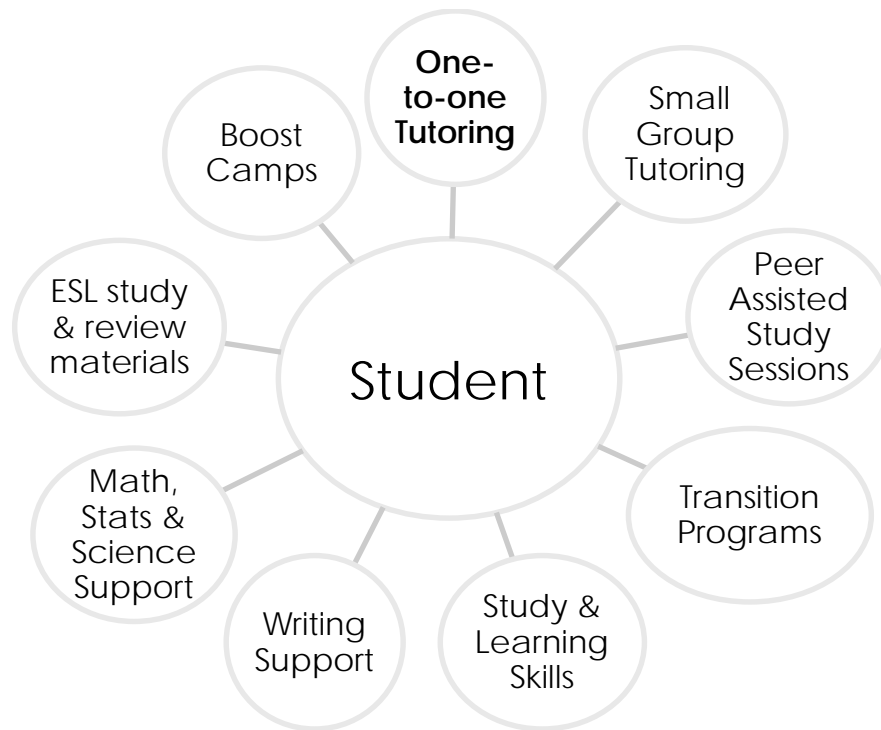 One-
to-one
Tutoring
Small
Group
Tutoring
Peer
Assisted
Study
Sessions
Transition
Programs
Study &
Learning
Skills
Writing
Support
Math,
Stats &
Science
Support
ESL study
& review
materials
Boost
Camps
Student